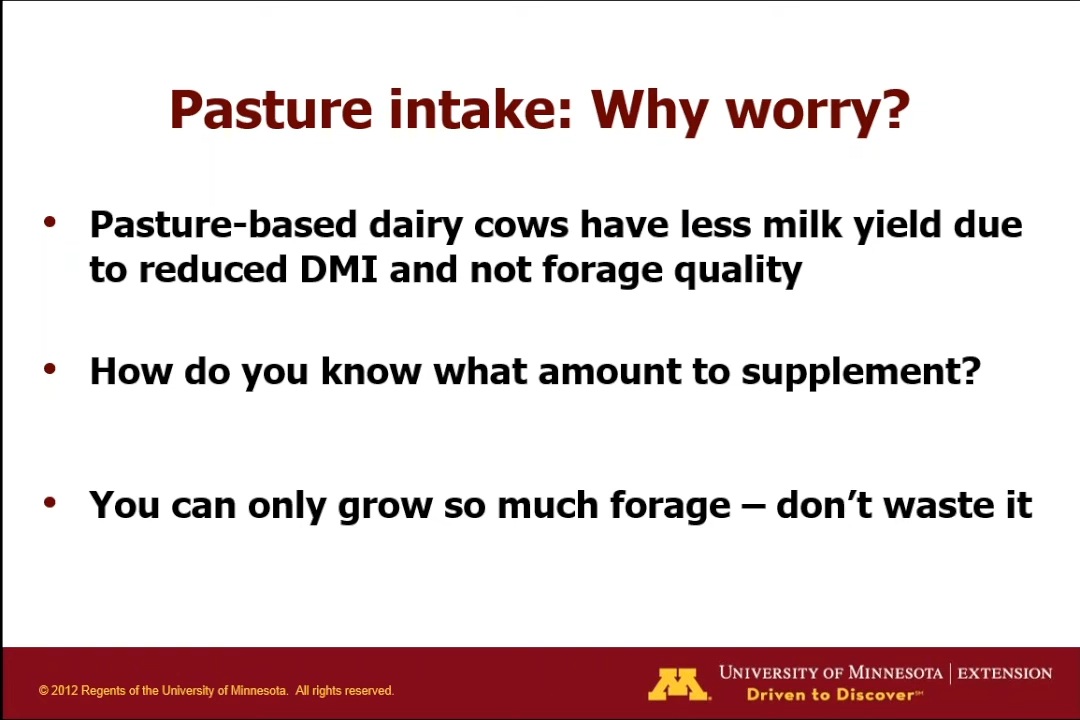 Pasture intake: Why worry?
• Pasture-based dairy cows have less milk yield due
to reduced DMI and not forage quality
• How do you know what amount to supplement?
• You can only grow so much forage – don’t waste it
© 2012 Regents of the University of Minnesota. All rights reserved.
M
UNIVERSITY OF MINNESOTA | EXTENSION
Driven to Discover℠